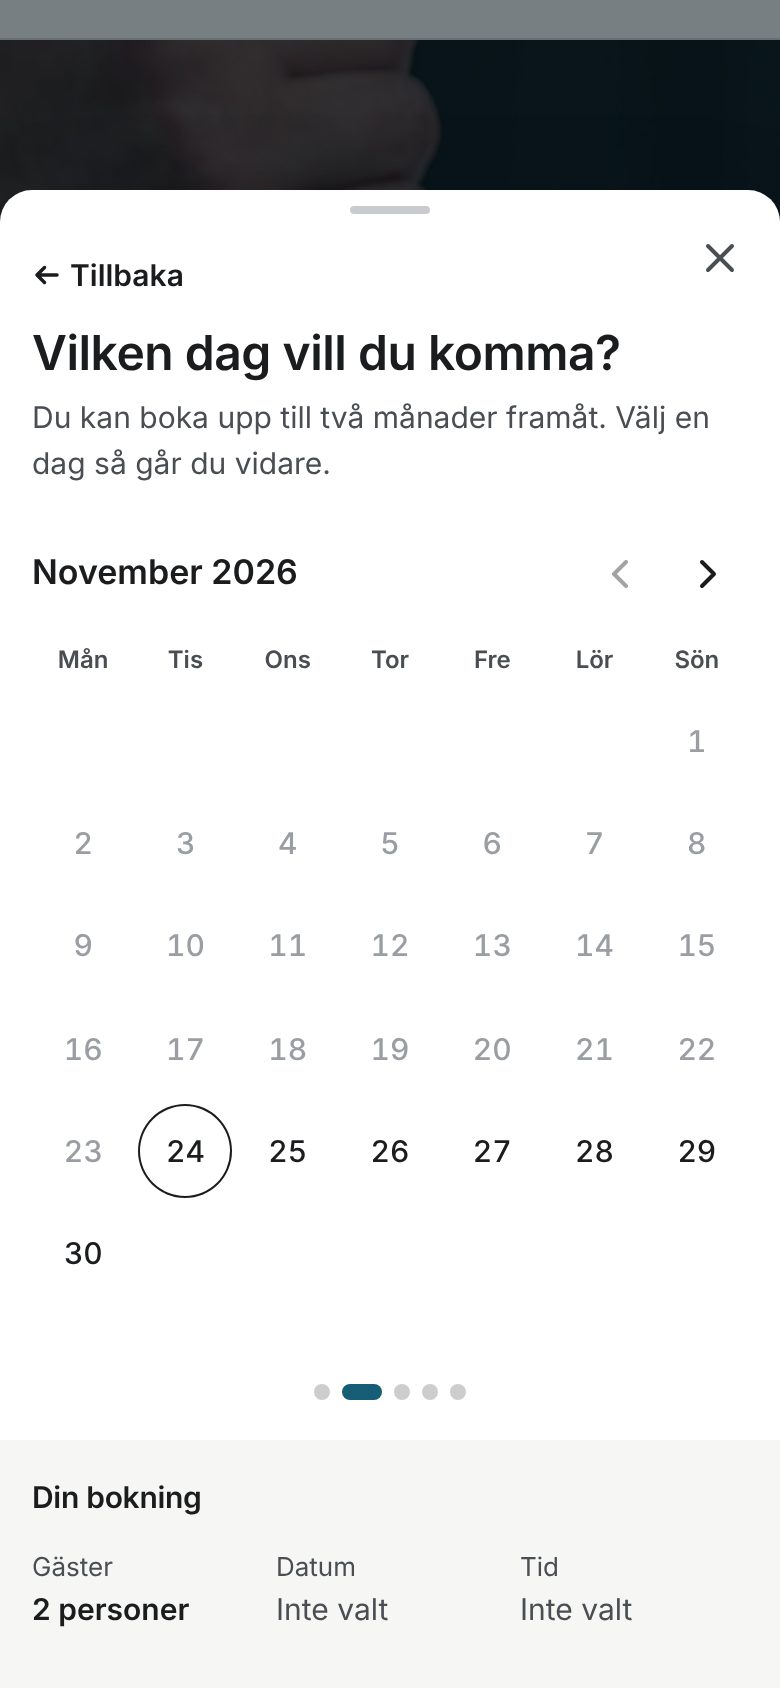 Tillbaka
Vilken dag vill du komma?
Du kan boka upp till två månader framåt. Välj en
dag så går du vidare.
November 2026
Mån Tis Ons Tor Fre Lör Sön
1
2 3 4 5 6 7 8
9 10 11 12 13 14 15
16 17 18 19 20 21 22
23 24 25 26 27 28 29
30
Din bokning
Gäster Datum Tid
2 personer Inte valt Inte valt